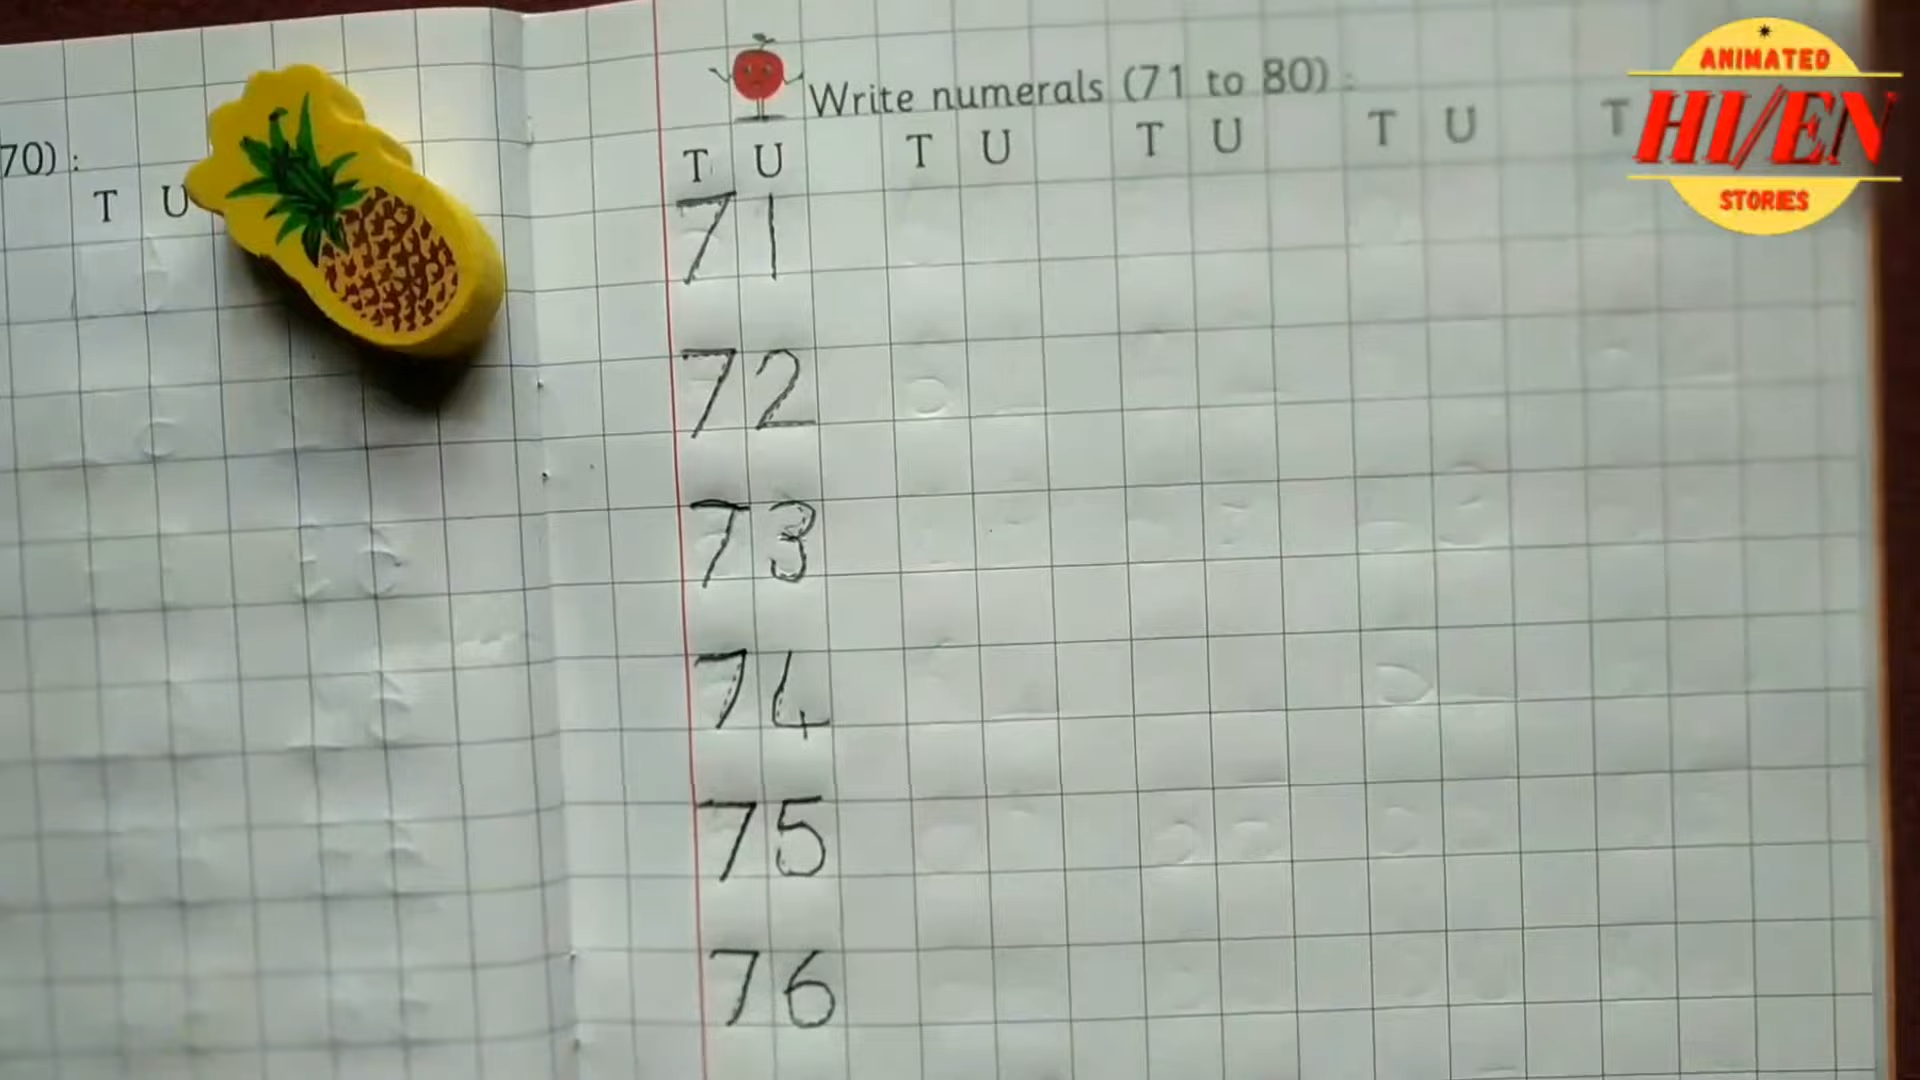 70) :
T U
Write numerals (71 to 80) :
T U T U T U T U T
71
72
73
74
75
76
ANIMATED
HI/EN
STORIES